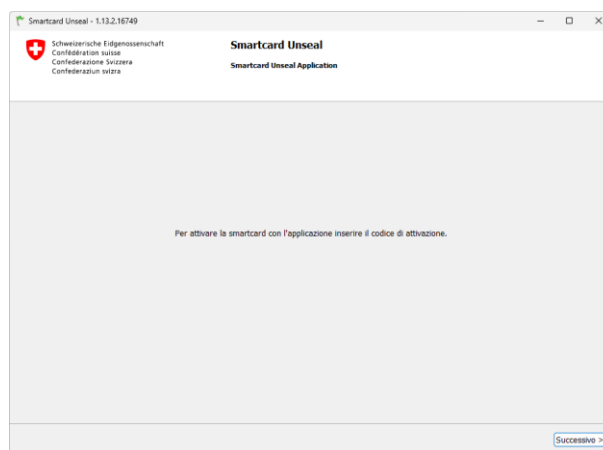 Smartcard Unseal - 1.13.2.16749
Schweizerische Eidgenossenschaft
Confédération suisse
Confederazione Svizzera
Confederaziun svizra
Smartcard Unseal
Smartcard Unseal Application
Per attivare la smartcard con l'applicazione inserire il codice di attivazione.
Successivo >